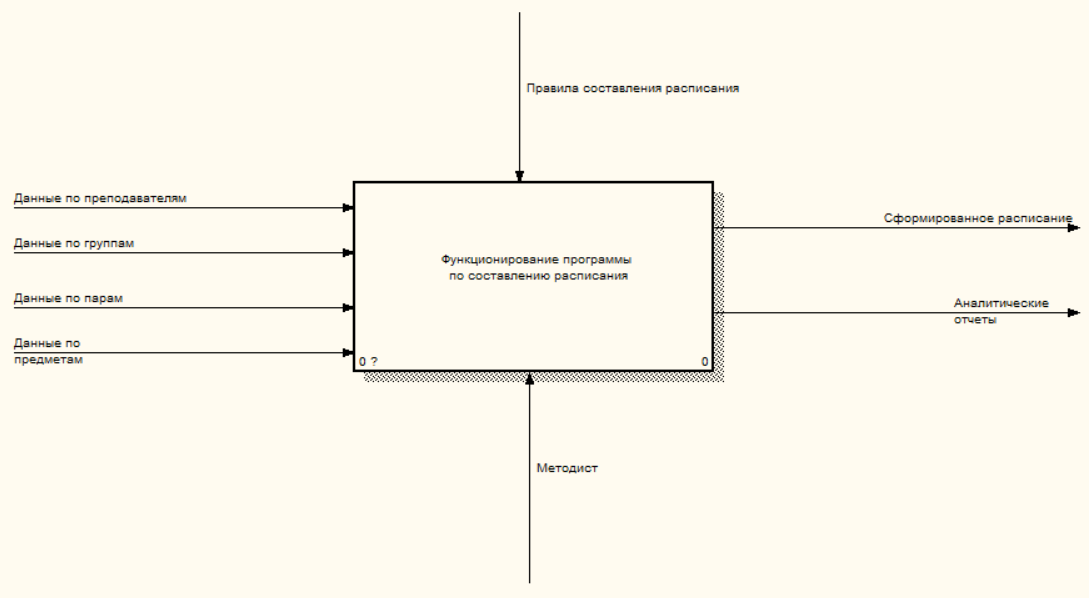 Правила составления расписания
Данные по преподавателям
Сформированное расписание
Данные по группам
Функционирование программы
по составлению расписания
Данные по парам
Аналитические
отчеты
Данные по
предметам
0 ?
0
Методист